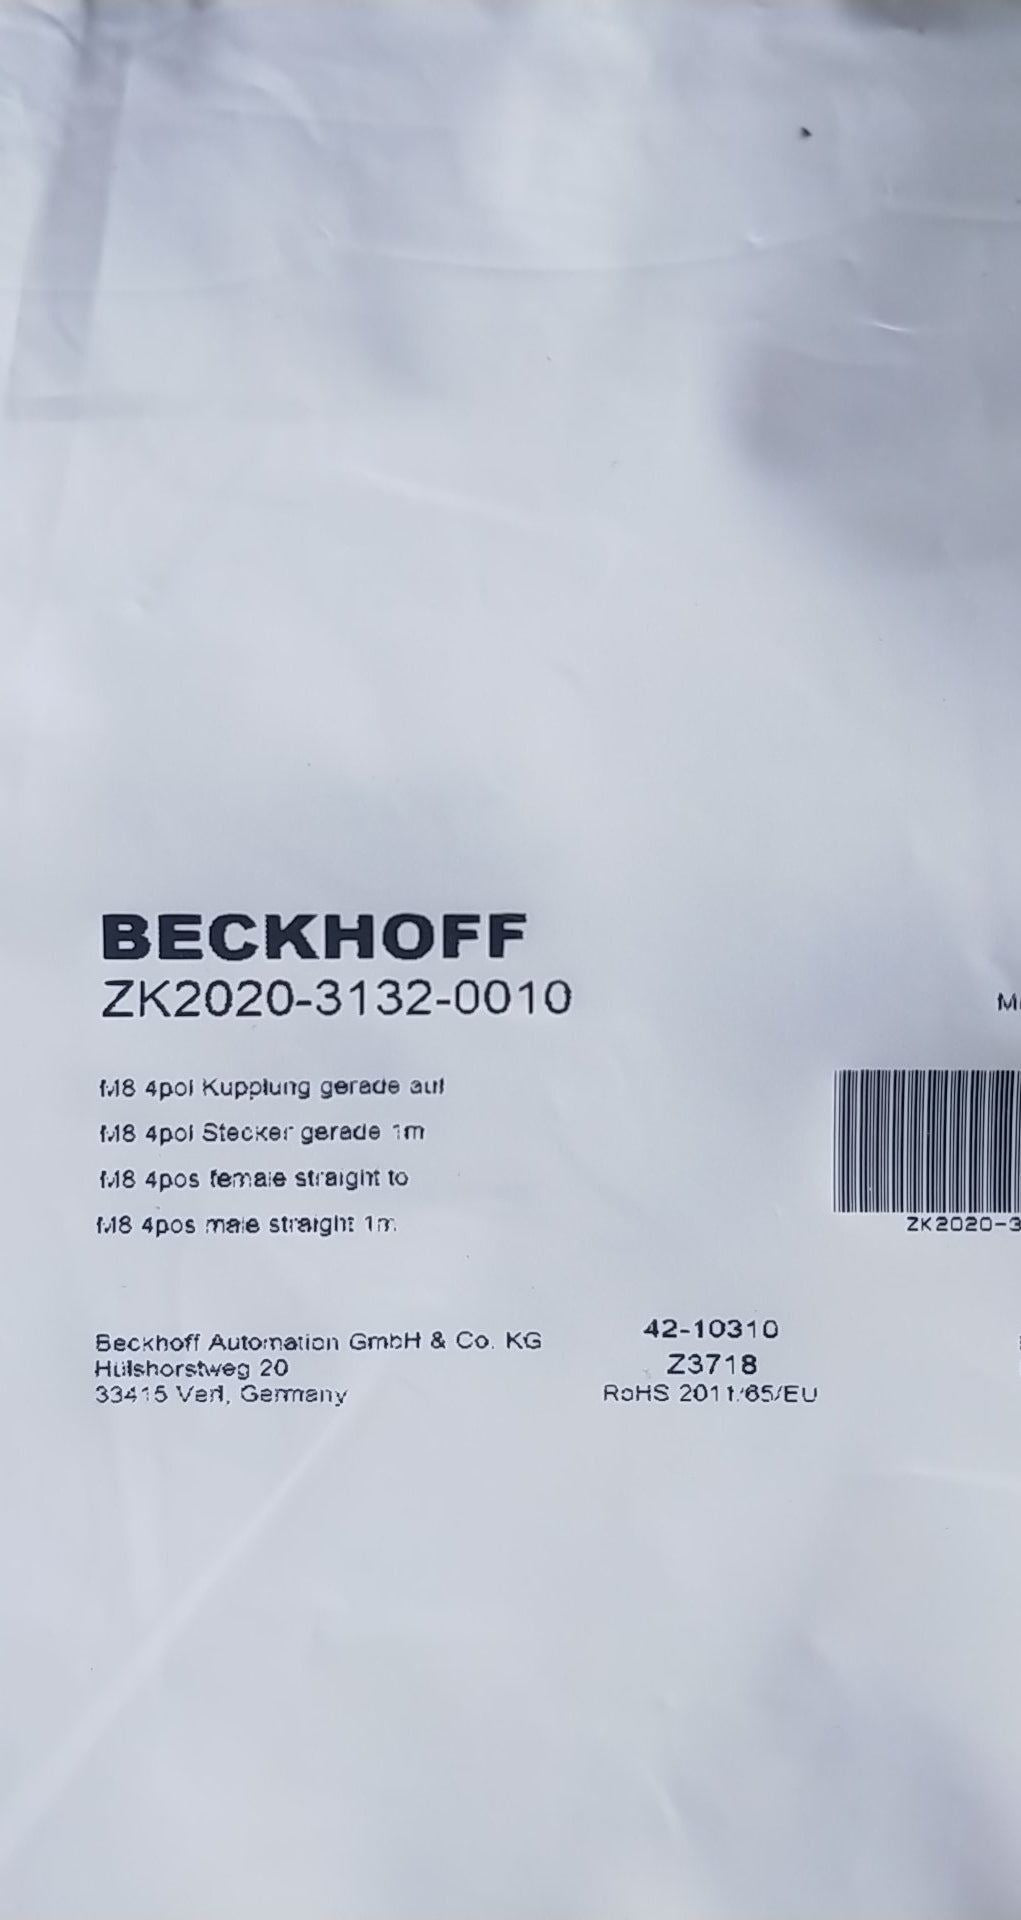 BECKHOFF
ZK2020-3132-0010
M8 4pol Kupplung gerade auf
M8 4pol Stecker gerade 1m
M8 4pos female straight to
M8 4pos male straight 1m
ZK2020-3
Beckhoff Automation GmbH & Co. KG
Hülshorstweg 20
33415 Verl, Germany
42-10310
Z3718
RoHS 2011/65/EU